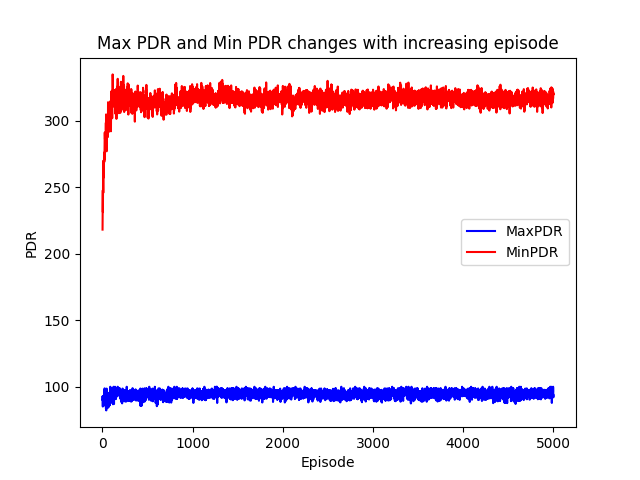 Max PDR and Min PDR changes with increasing episode
PDR
300
250
200
150
100
MaxPDR
MinPDR
0
1000
2000
3000
4000
5000
Episode